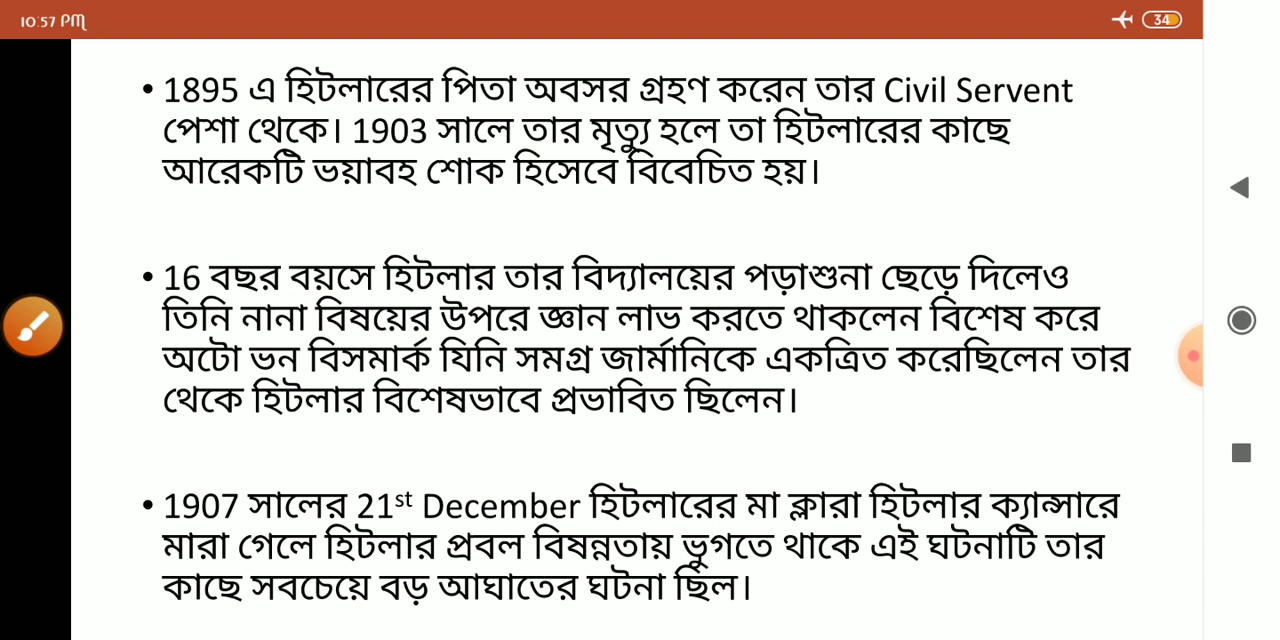 10:57 PM
34
• 1895 এ হিটলারের পিতা অবসর গ্রহণ করেন তার Civil Servent
পেশা থেকে। 1903 সালে তার মৃত্যু হলে তা হিটলারের কাছে
আরেকটি ভয়াবহ শোক হিসেবে বিবেচিত হয়।
• 16 বছর বয়সে হিটলার তার বিদ্যালয়ের পড়াশুনা ছেড়ে দিলেও
তিনি নানা বিষয়ের উপরে জ্ঞান লাভ করতে থাকলেন বিশেষ করে
অটো ভন বিসমার্ক যিনি সমগ্র জার্মানিকে একত্রিত করেছিলেন তার
থেকে হিটলার বিশেষভাবে প্রভাবিত ছিলেন।
• 1907 সালের 21st December হিটলারের মা ক্লারা হিটলার ক্যান্সারে
মারা গেলে হিটলার প্রবল বিষন্নতায় ভুগতে থাকে এই ঘটনাটি তার
কাছে সবচেয়ে বড় আঘাতের ঘটনা ছিল।